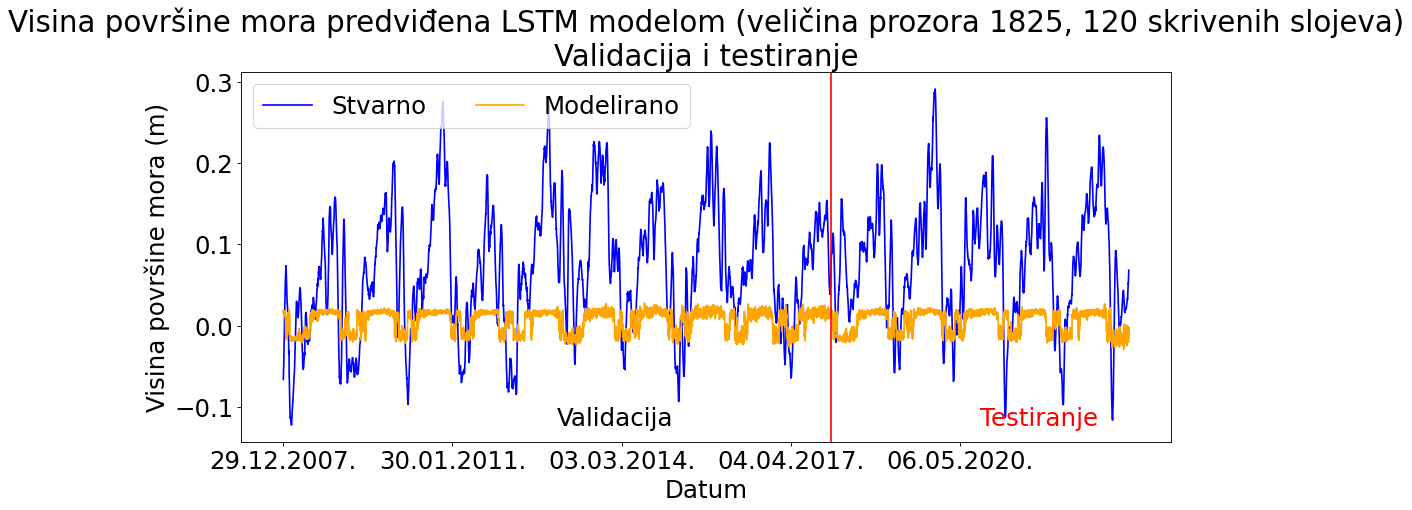 Visina površine mora predviđena LSTM modelom (veličina prozora 1825, 120 skrivenih slojeva)
Validacija i testiranje
Stvarno Modelirano
Visina površine mora (m)
0.3
0.2
0.1
0.0
−0.1
Validacija Testiranje
29.12.2007. 30.01.2011. 03.03.2014. 04.04.2017. 06.05.2020.
Datum